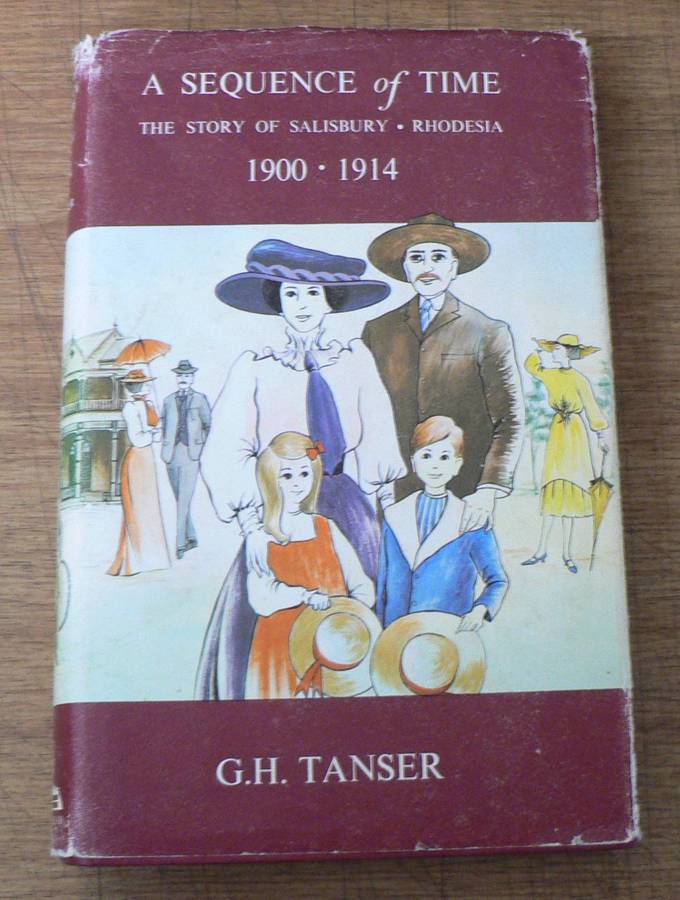 A SEQUENCE of TIME
THE STORY OF SALISBURY • RHODESIA
1900 • 1914
G.H. TANSER